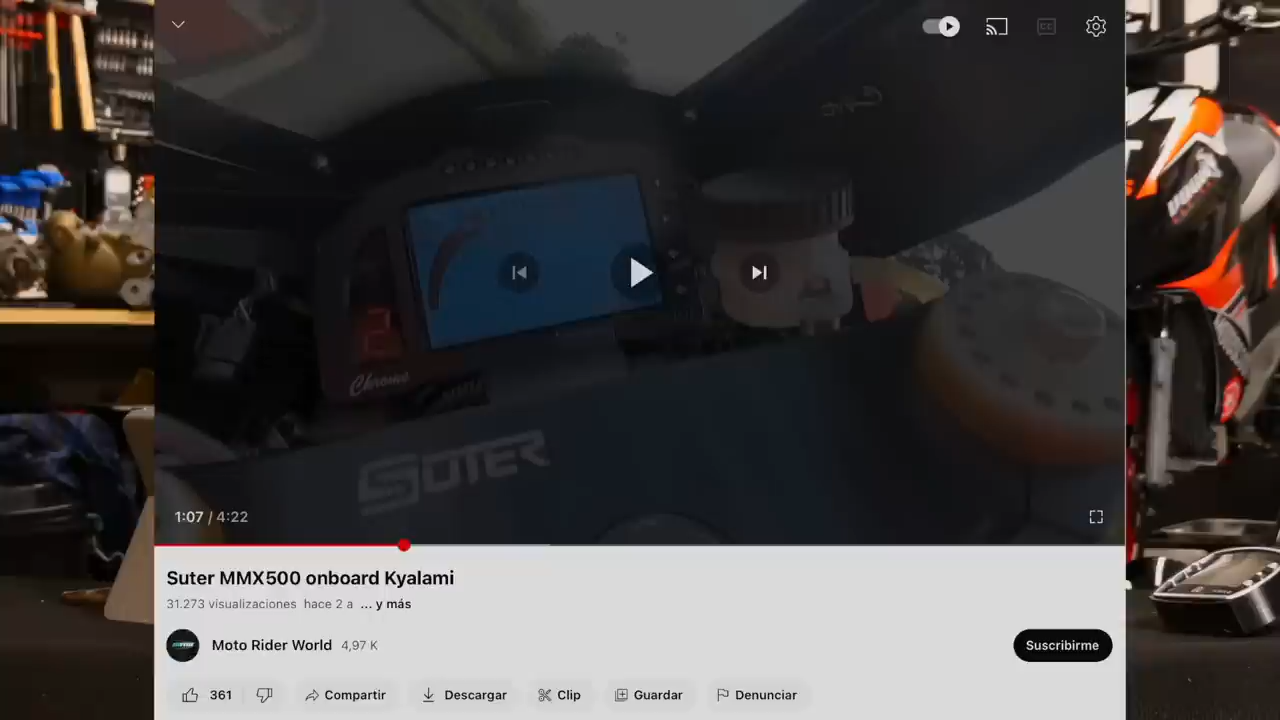 2
Chrome
SUTER
1:07 / 4:22
Suter MMX500 onboard Kyalami
31.273 visualizaciones hace 2 a ... y más
Moto Rider World 4,97 K
Suscribirme
361 Compartir Descargar Clip Guardar Denunciar